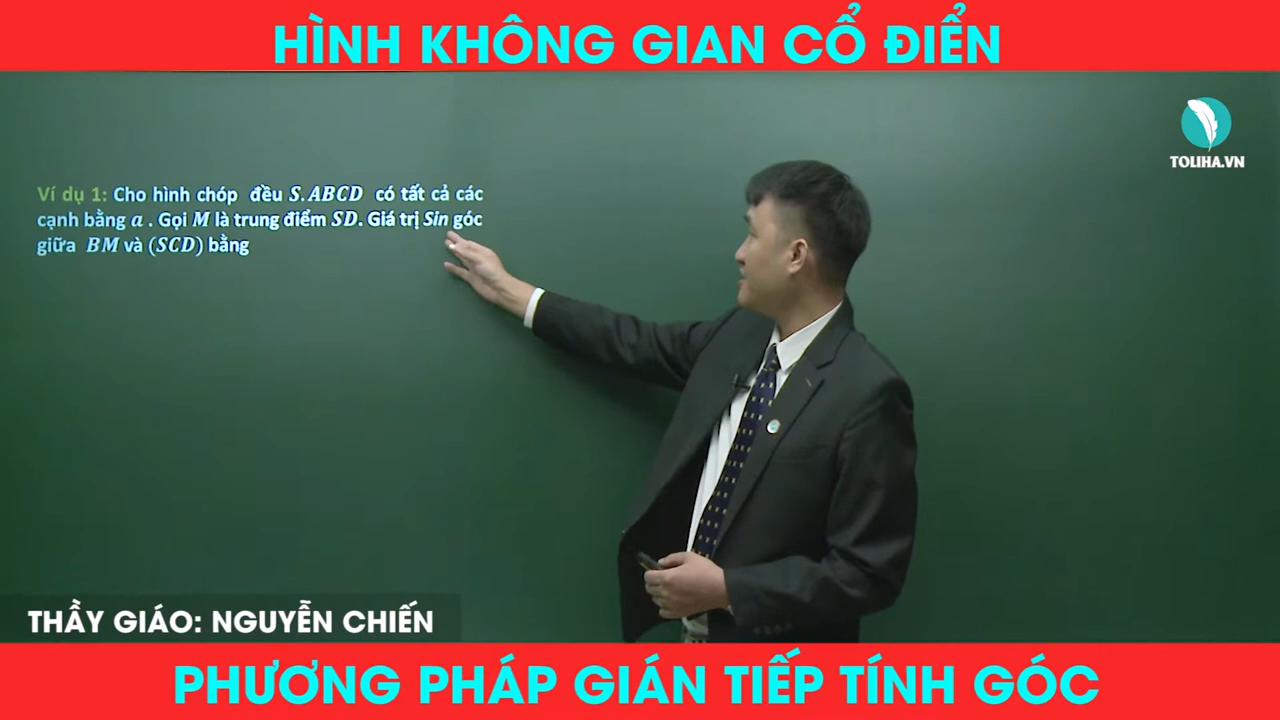 HÌNH KHÔNG GIAN CỔ ĐIỂN
TOLIHA.VN
Ví dụ 1: Cho hình chóp đều S.ABCD có tất cả các
cạnh bằng a . Gọi M là trung điểm SD. Giá trị Sin góc
giữa BM và (SCD) bằng
THẦY GIÁO: NGUYỄN CHIẾN
PHƯƠNG PHÁP GIÁN TIẾP TÍNH GÓC